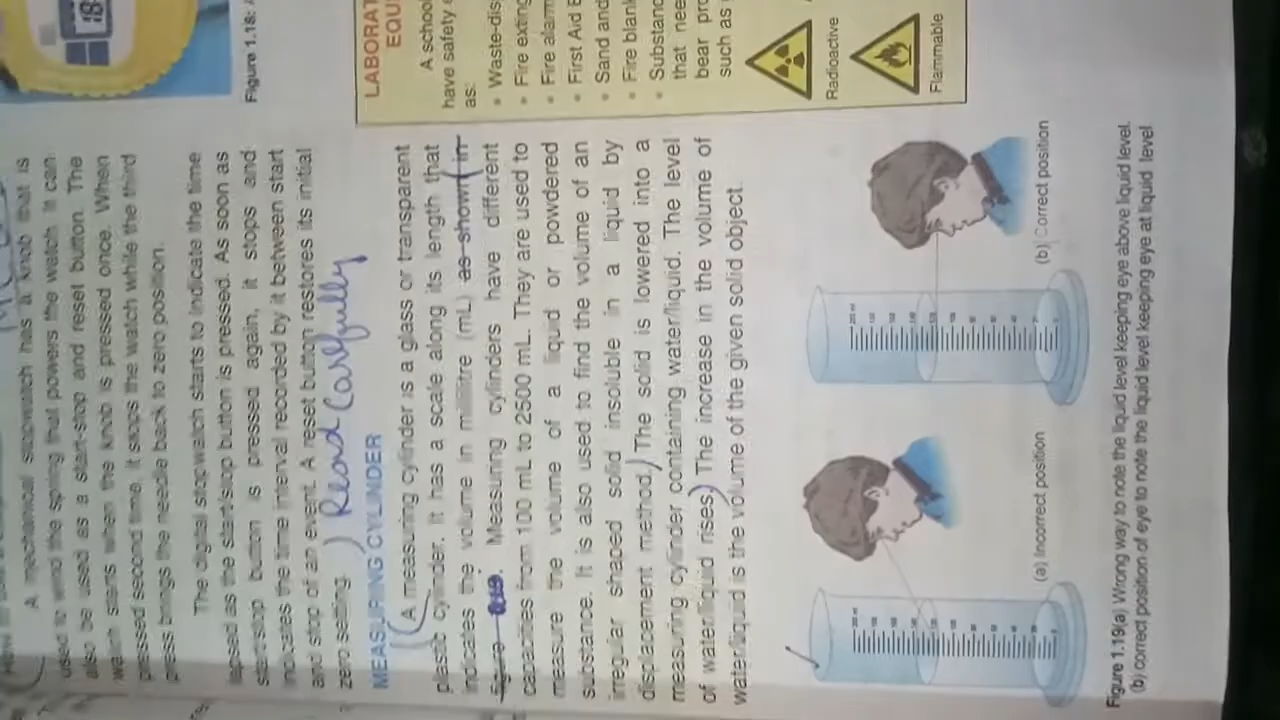 A mechanical stopwatch has a knob that is
used to wind the spring that powers the watch. It can
also be used as a start-stop and reset button. The
watch starts when the knob is pressed once. When
pressed second time, it stops the watch while the third
press brings the needle back to zero position.
The digital stopwatch starts to indicate the time
lapsed as the start/stop button is pressed. As soon as
start/stop button is pressed again, it stops and
indicates the time interval recorded by it between start
and stop of an event. A reset button restores its initial
zero setting. ) Read Carefully
MEASURING CYLINDER
(A measuring cylinder is a glass or transparent
plastic cylinder. It has a scale along its length that
indicates the volume in millilitre (mL) as shown in
figure. Measuring cylinders have different
capacities from 100 mL to 2500 mL. They are used to
measure the volume of a liquid or powdered
substance. It is also used to find the volume of an
irregular shaped solid insoluble in a liquid by
displacement method.) The solid is lowered into a
measuring cylinder containing water/liquid. The level
of water/liquid rises.) The increase in the volume of
water/liquid is the volume of the given solid object.
(a) Incorrect position
(b) Correct position
Figure 1.19(a) Wrong way to note the liquid level keeping eye above liquid level.
(b) correct position of eye to note the liquid level keeping eye at liquid level
18
Figure 1.18:
LABORAT
EQU
A school
have safety
as:
• Waste-dis
• Fire exting
• Fire alarm
• First Aid B
• Sand and
• Fire blank
• Substanc
that nee
bear pro
such as
Radioactive
Flammable